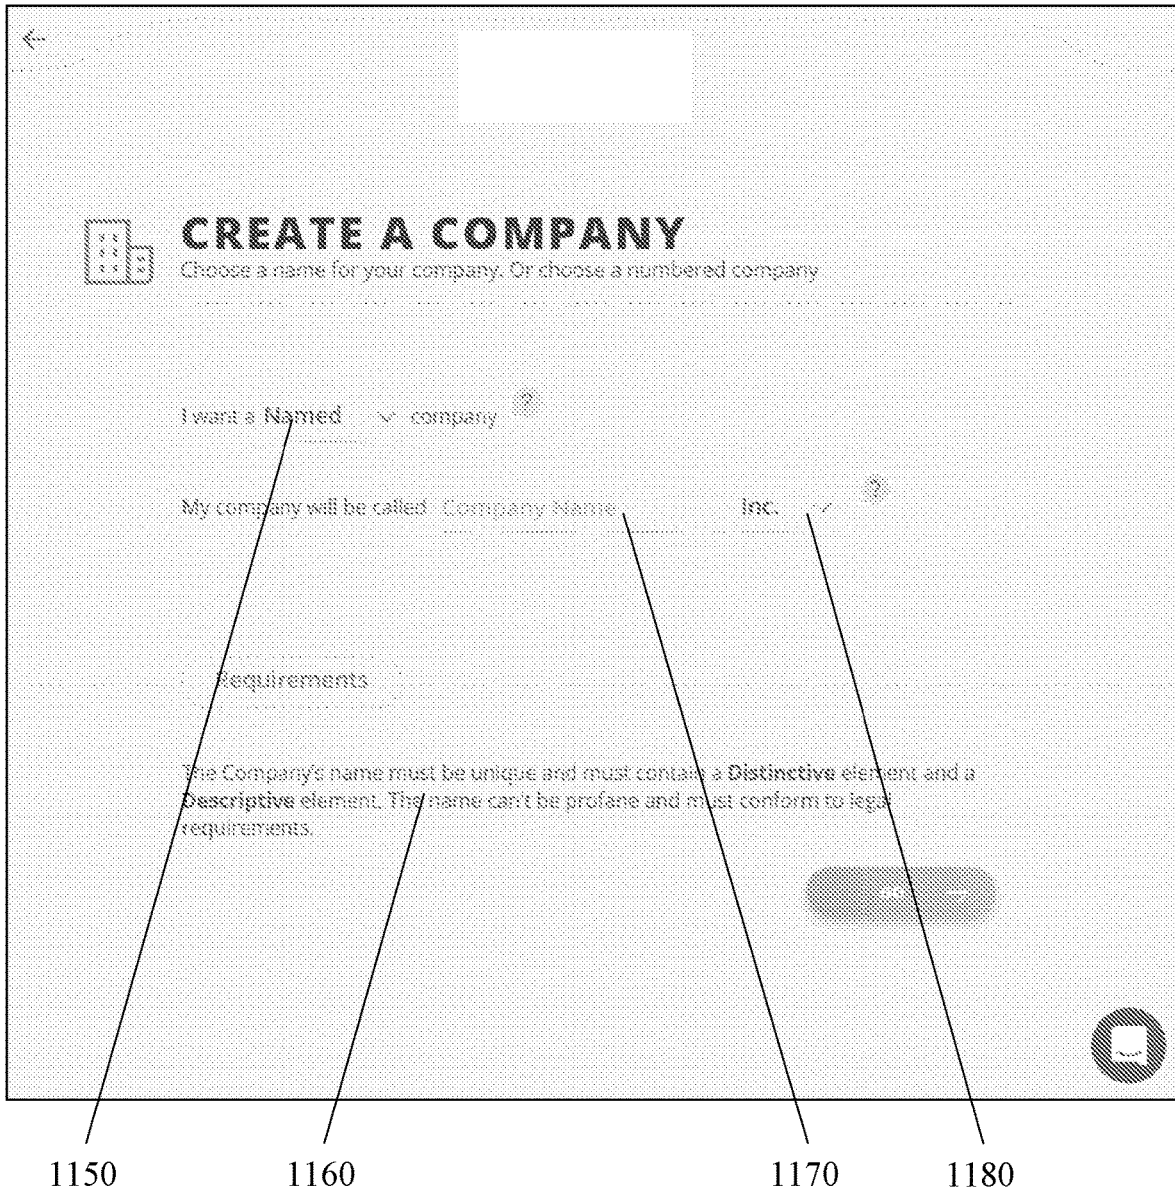 CREATE A COMPANY
Choose a name for your company. Or choose a numbered company
I want a Named company ?
My company will be called Company Name Inc. ?
Requirements
The Company's name must be unique and must contain a Distinctive element and a
Descriptive element. The name can't be profane and must conform to legal
requirements.
1150 1160 1170 1180